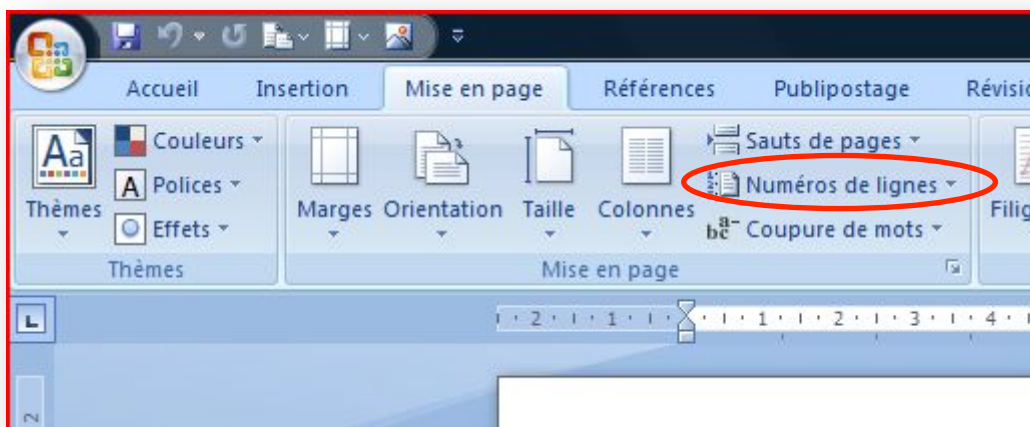 Accueil Insertion Mise en page Références Publipostage Révisio
Aa Thèmes
Couleurs
A Polices
Effets
Thèmes
Marges Orientation Taille Colonnes
Sauts de pages
Numéros de lignes
Coupure de mots
Mise en page
Filig
L 2 1 1 2 3 4
2